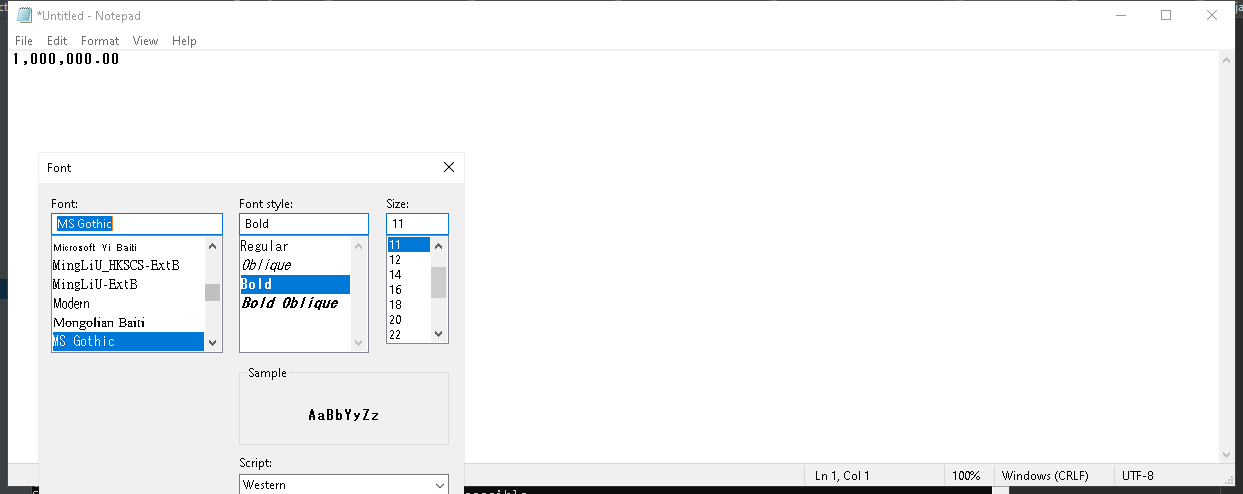 *Untitled - Notepad
File Edit Format View Help
1,000,000.00
Font
Font: Font style: Size:
MS Gothic Bold 11
Microsoft Yi Baiti Regular 11
MingLiU_HKSCS-ExtB Oblique 12
MingLiU-ExtB Bold 14
Modern Bold Oblique 16
Mongolian Baiti 18
MS Gothic 20
22
Sample
AaBbYyZz
Script:
Western
Ln 1, Col 1 100% Windows (CRLF) UTF-8